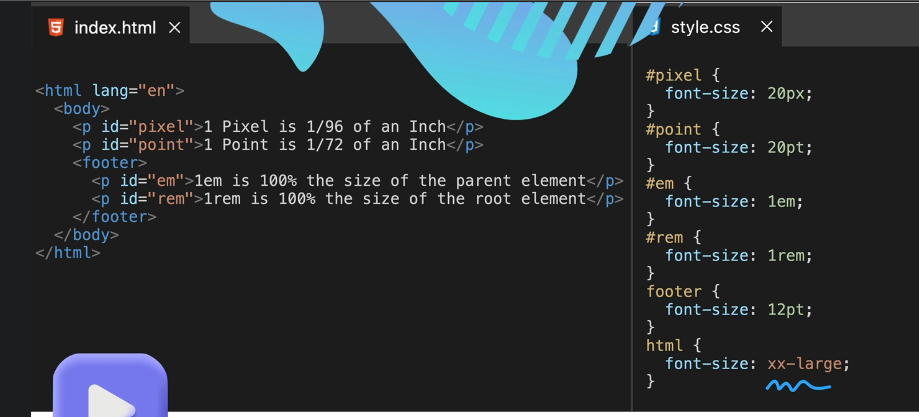 index.html ×
<html lang="en">
<body>
<p id="pixel">1 Pixel is 1/96 of an Inch</p>
<p id="point">1 Point is 1/72 of an Inch</p>
<footer>
<p id="em">1em is 100% the size of the parent element</p>
<p id="rem">1rem is 100% the size of the root element</p>
</footer>
</body>
</html>
style.css ×
#pixel {
font-size: 20px;
}
#point {
font-size: 20pt;
}
#em {
font-size: 1em;
}
#rem {
font-size: 1rem;
}
footer {
font-size: 12pt;
}
html {
font-size: xx-large;
}